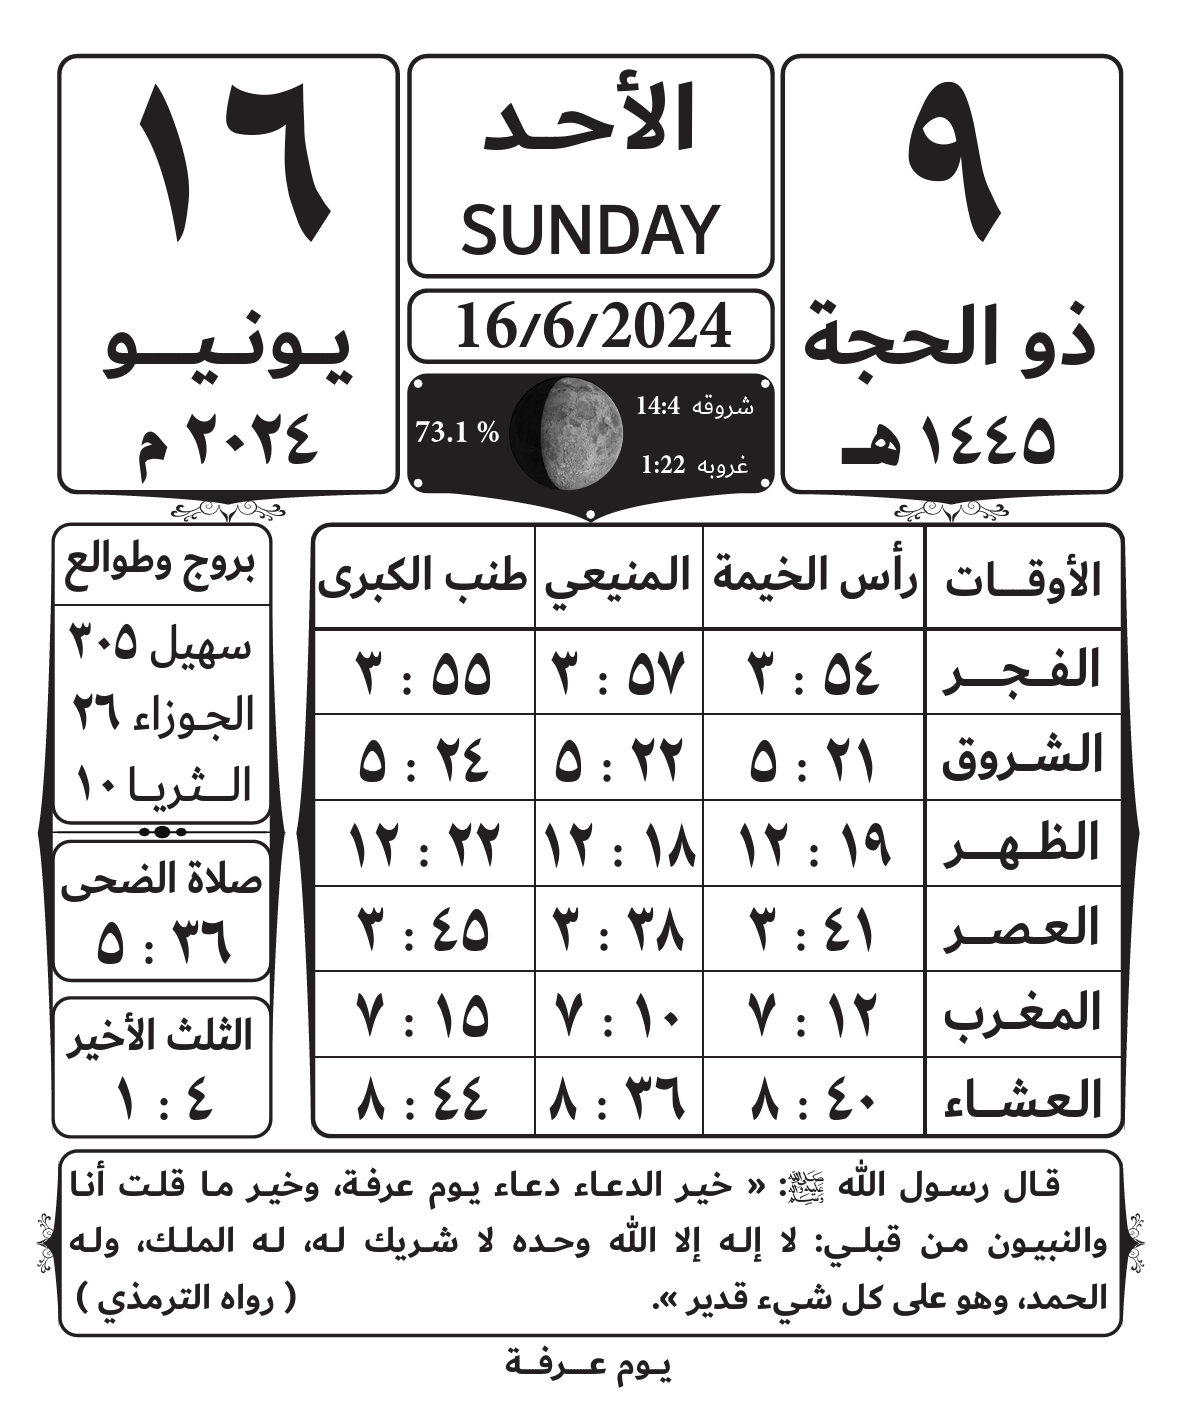 ٩
ذو الحجة
١٤٤٥ هـ
الأحد
SUNDAY
16/6/2024
شروقه 14:4
غروبه 1:22
73.1 %
١٦
يونيو
٢٠٢٤ م
الأوقات رأس الخيمة المنيعي طنب الكبرى
الفجر ٥٤ : ٣ ٥٧ : ٣ ٥٥ : ٣
الشروق ٢١ : ٥ ٢٢ : ٥ ٢٤ : ٥
الظهر ١٩ : ١٢ ١٨ : ١٢ ٢٢ : ١٢
العصر ٤١ : ٣ ٣٨ : ٣ ٤٥ : ٣
المغرب ١٢ : ٧ ١٠ : ٧ ١٥ : ٧
العشاء ٤٠ : ٨ ٣٦ : ٨ ٤٤ : ٨
بروج وطوالع
سهيل ٣٠٥
الجوزاء ٢٦
الثريا ١٠
صلاة الضحى
٣٦ : ٥
الثلث الأخير
٤ : ١
قال رسول الله ﷺ: « خير الدعاء دعاء يوم عرفة، وخير ما قلت أنا
والنبيون من قبلي: لا إله إلا الله وحده لا شريك له، له الملك، وله
الحمد، وهو على كل شيء قدير ». ( رواه الترمذي )
يوم عرفة